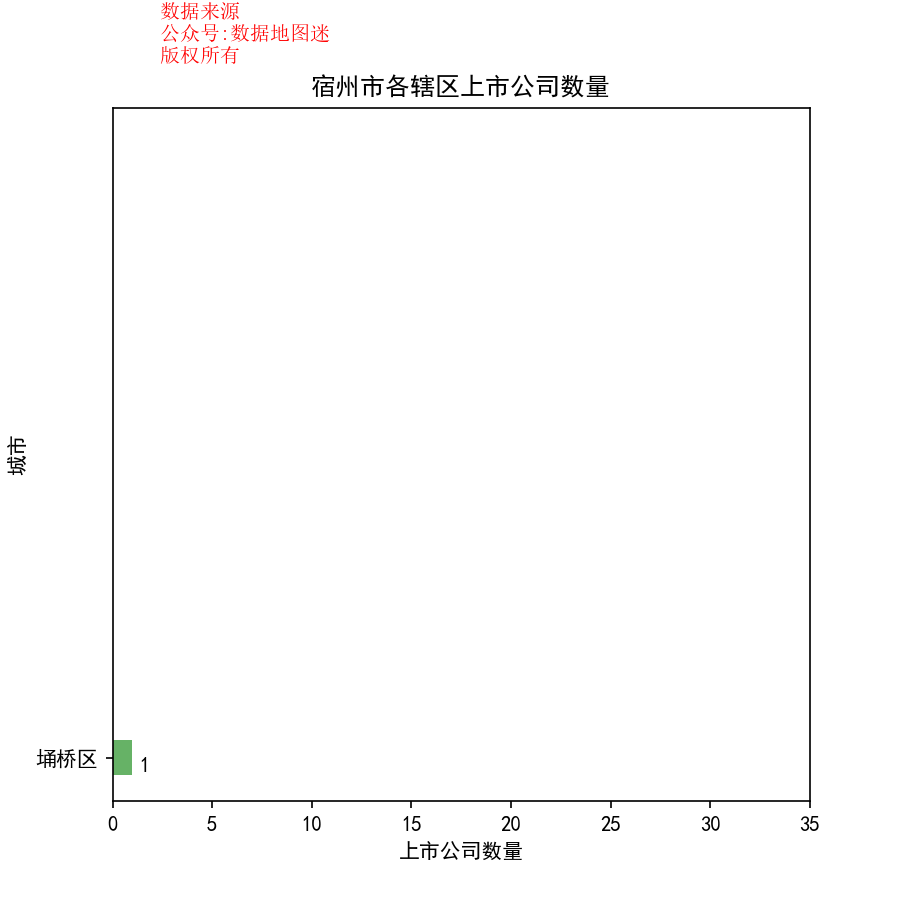 数据来源
公众号:数据地图迷
版权所有
宿州市各辖区上市公司数量
城市
埇桥区
1
0 5 10 15 20 25 30 35
上市公司数量